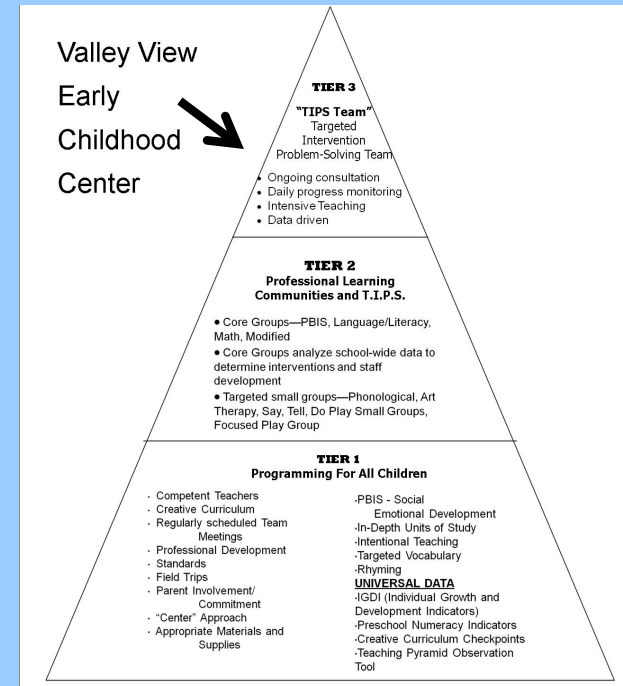 Valley View
Early
Childhood
Center
TIER 3
"TIPS Team"
Targeted
Intervention
Problem-Solving Team
• Ongoing consultation
• Daily progress monitoring
• Intensive Teaching
• Data driven
TIER 2
Professional Learning
Communities and T.I.P.S.
• Core Groups—PBIS, Language/Literacy,
Math, Modified
• Core Groups analyze school-wide data to
determine interventions and staff
development
• Targeted small groups—Phonological, Art
Therapy, Say, Tell, Do Play Small Groups,
Focused Play Group
TIER 1
Programming For All Children
· Competent Teachers
· Creative Curriculum
· Regularly scheduled Team
Meetings
· Professional Development
· Standards
· Field Trips
· Parent Involvement/
Commitment
· "Center" Approach
· Appropriate Materials and
Supplies
·PBIS - Social
Emotional Development
·In-Depth Units of Study
·Intentional Teaching
·Targeted Vocabulary
·Rhyming
UNIVERSAL DATA
·IGDI (Individual Growth and
Development Indicators)
·Preschool Numeracy Indicators
·Creative Curriculum Checkpoints
·Teaching Pyramid Observation
Tool